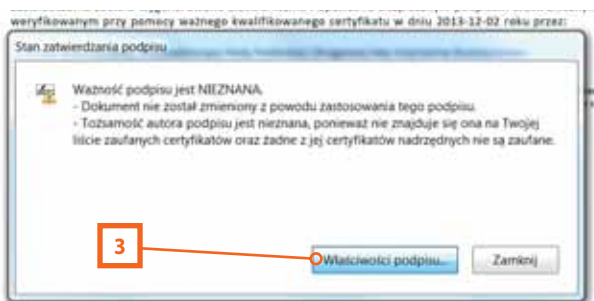 weryfikowanym przy pomocy ważnego kwalifikowanego certyfikatu w dniu 2013-12-02 roku przez:
Stan zatwierdzania podpisu
Ważność podpisu jest NIEZNANA.
- Dokument nie został zmieniony z powodu zastosowania tego podpisu.
- Tożsamość autora podpisu jest nieznana, ponieważ nie znajduje się ona na Twojej
liście zaufanych certyfikatów oraz żadne z jej certyfikatów nadrzędnych nie są zaufane.
3
Właściwości podpisu...
Zamknij